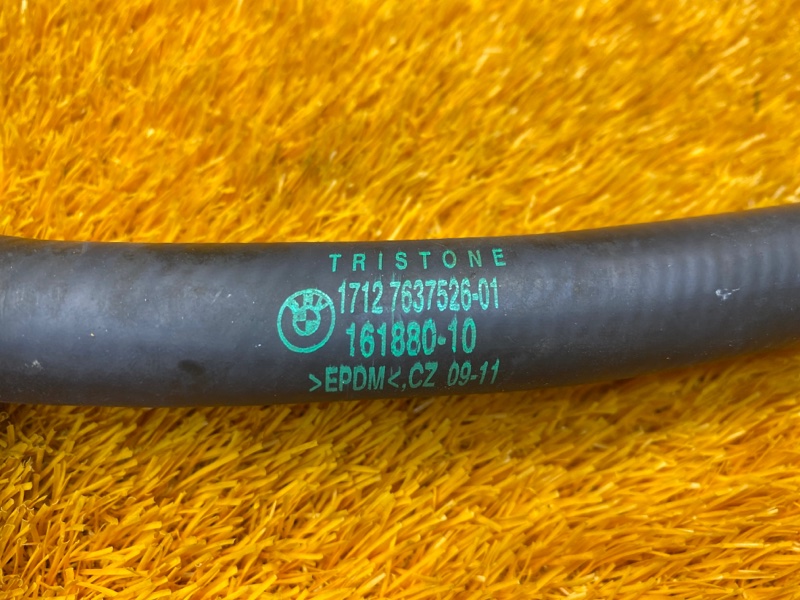 TRISTONE
1712 7637526-01
161880-10
>EPDM<,CZ 09-11